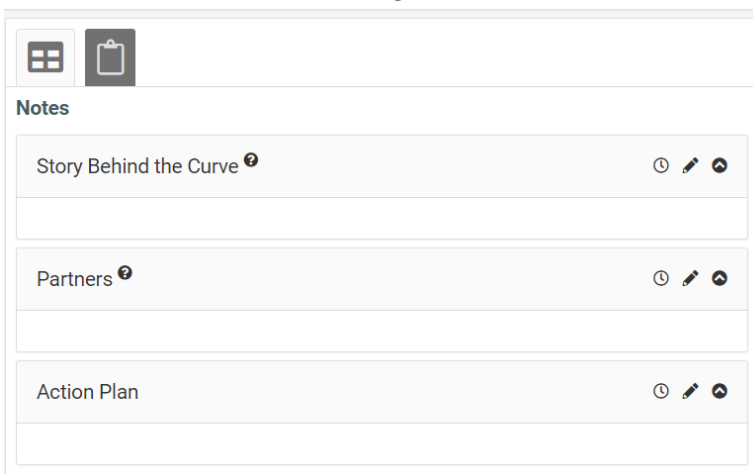 Notes
Story Behind the Curve ?
Partners ?
Action Plan